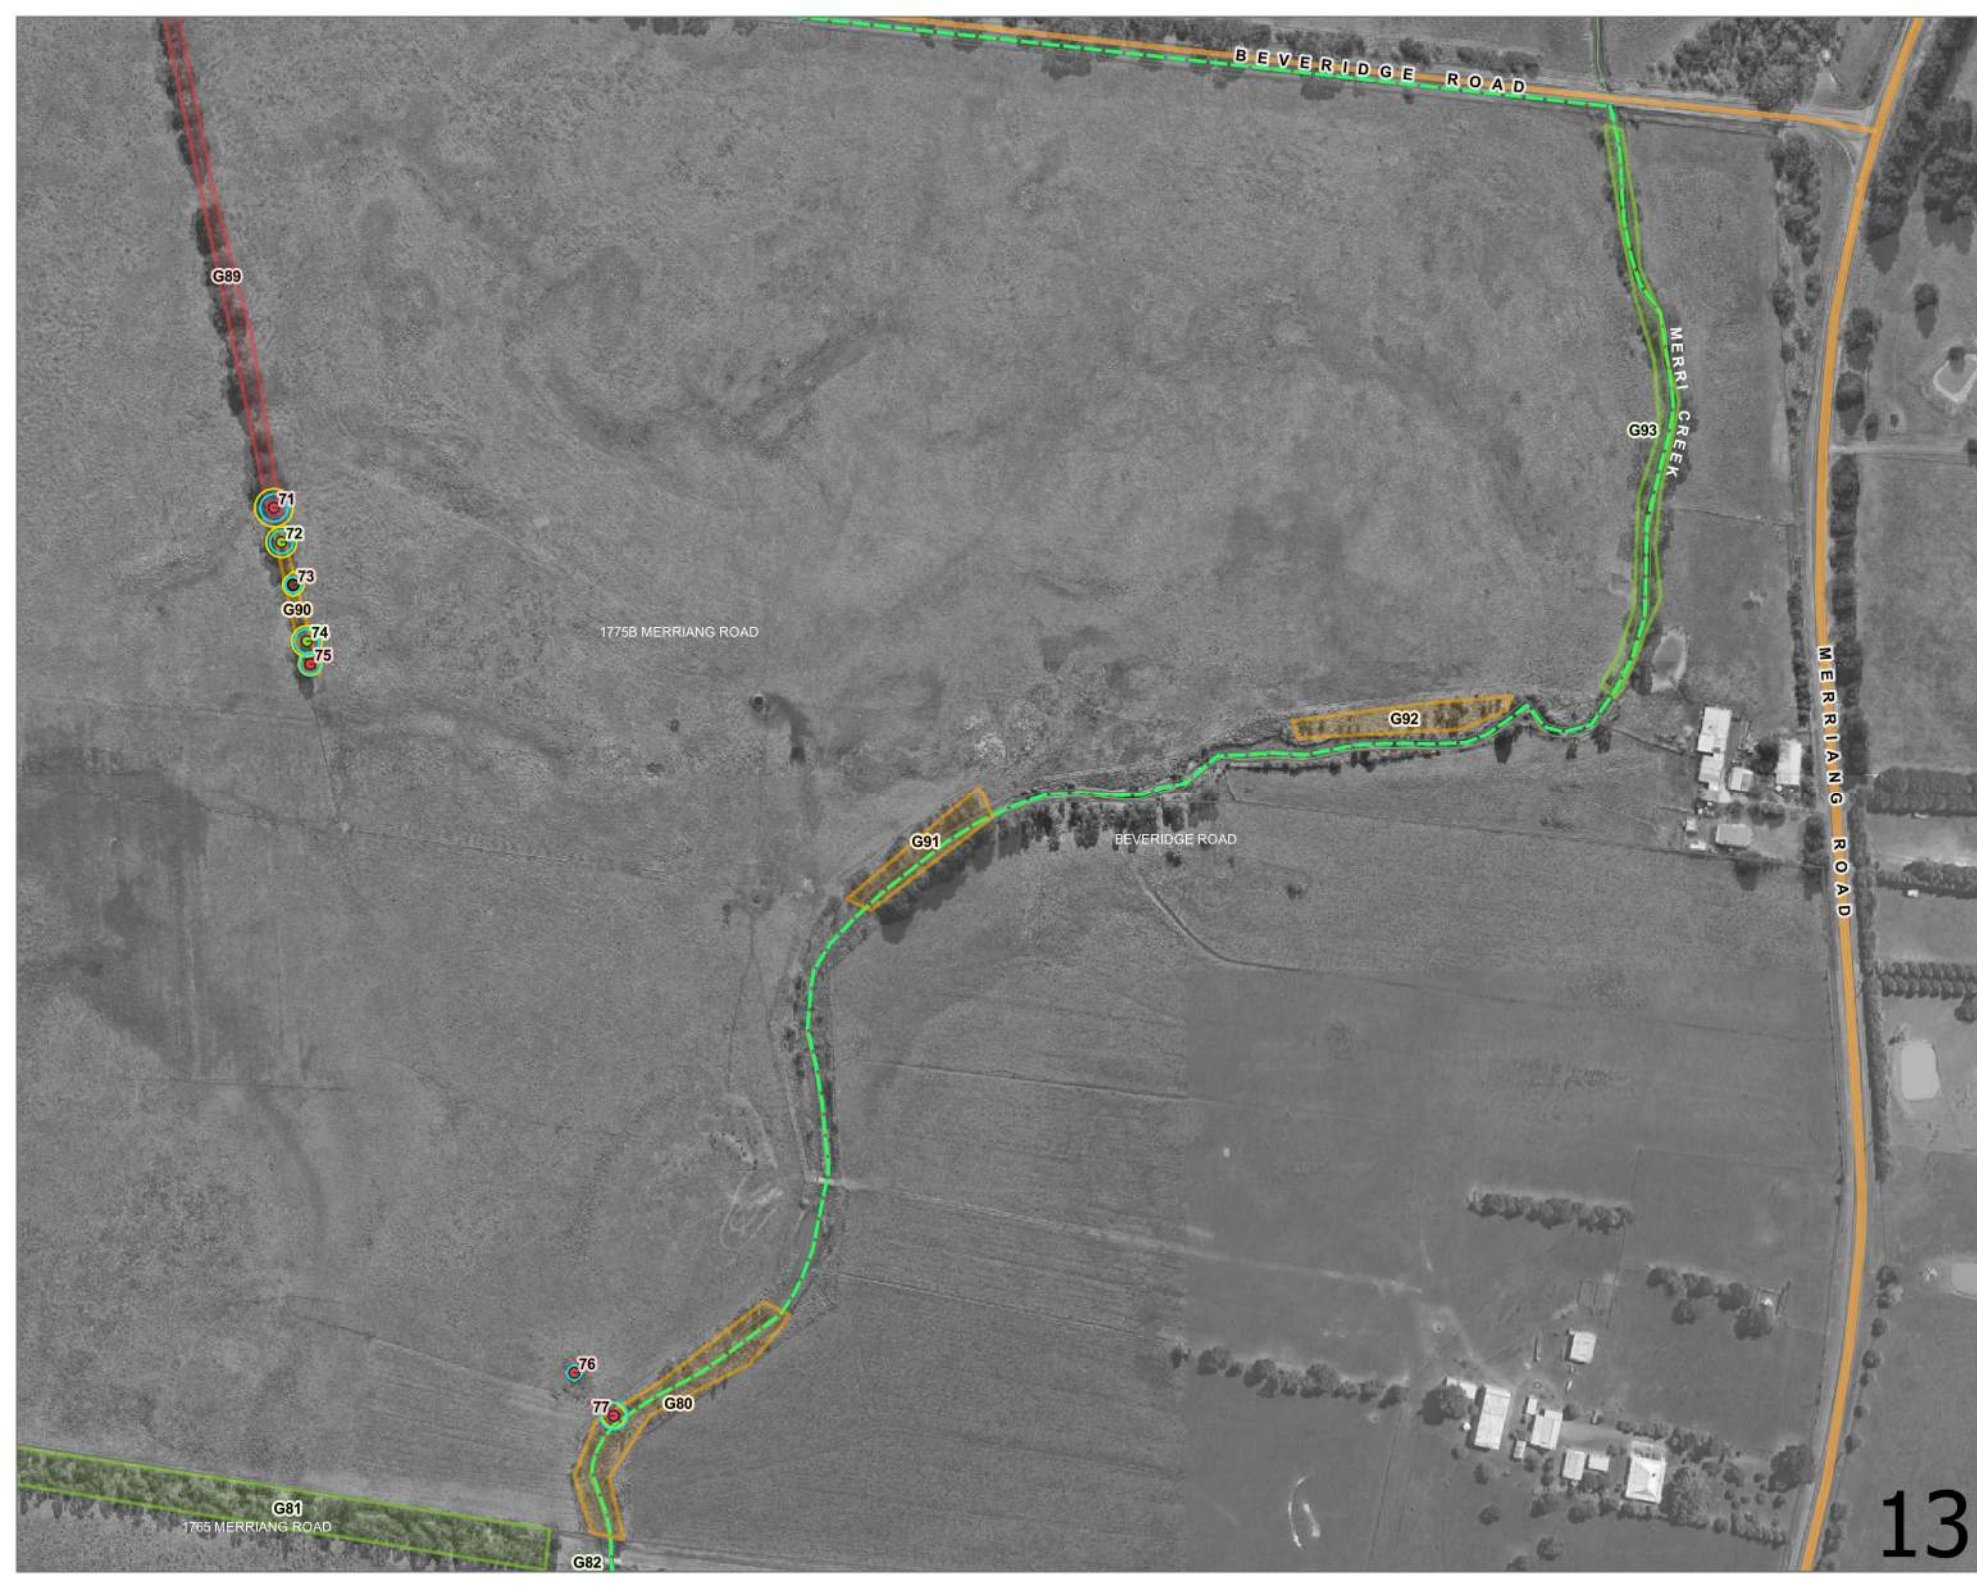 BEVERIDGE ROAD
G89
MERRI CREEK
G93
71
72
73
G90
74
75
1775B MERRIANG ROAD
MERRIANG ROAD
G92
G91
BEVERIDGE ROAD
76
77
G80
G81
1765 MERRIANG ROAD
G82
13